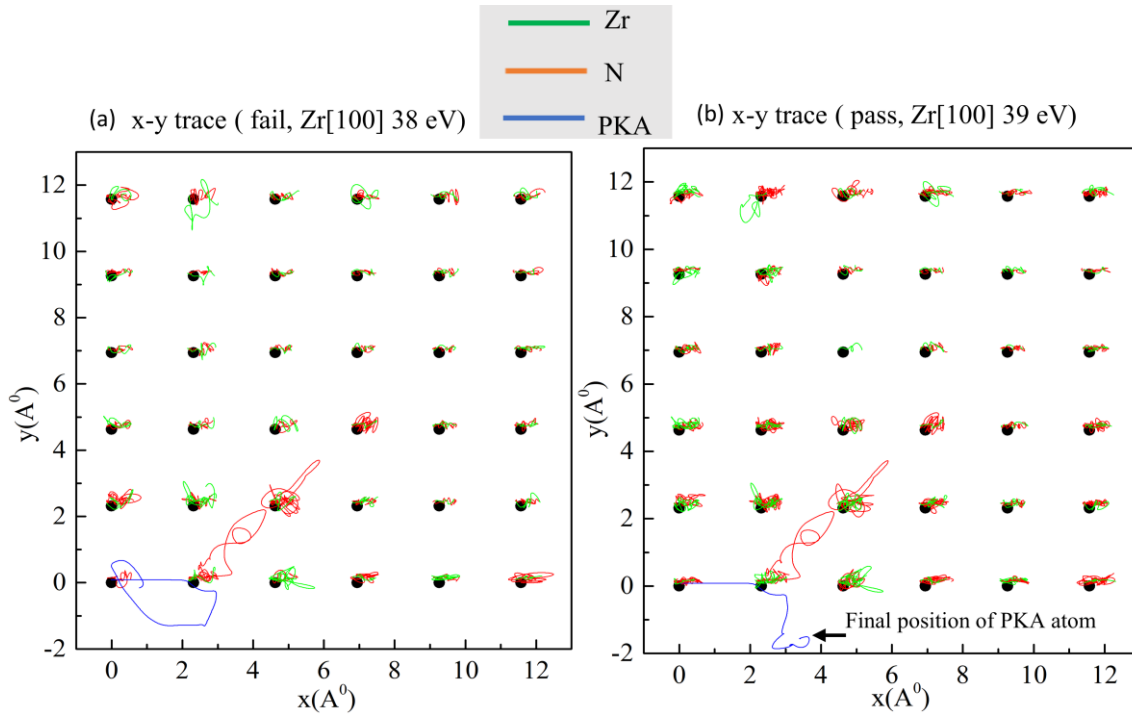 Zr
N
PKA
(a) x-y trace ( fail, Zr[100] 38 eV)
(b) x-y trace ( pass, Zr[100] 39 eV)
12
10
8
6
4
2
0
-2
y(A⁰)
0 2 4 6 8 10 12
x(A⁰)
12
10
8
6
4
2
0
-2
y(A⁰)
Final position of PKA atom
0 2 4 6 8 10 12
x(A⁰)